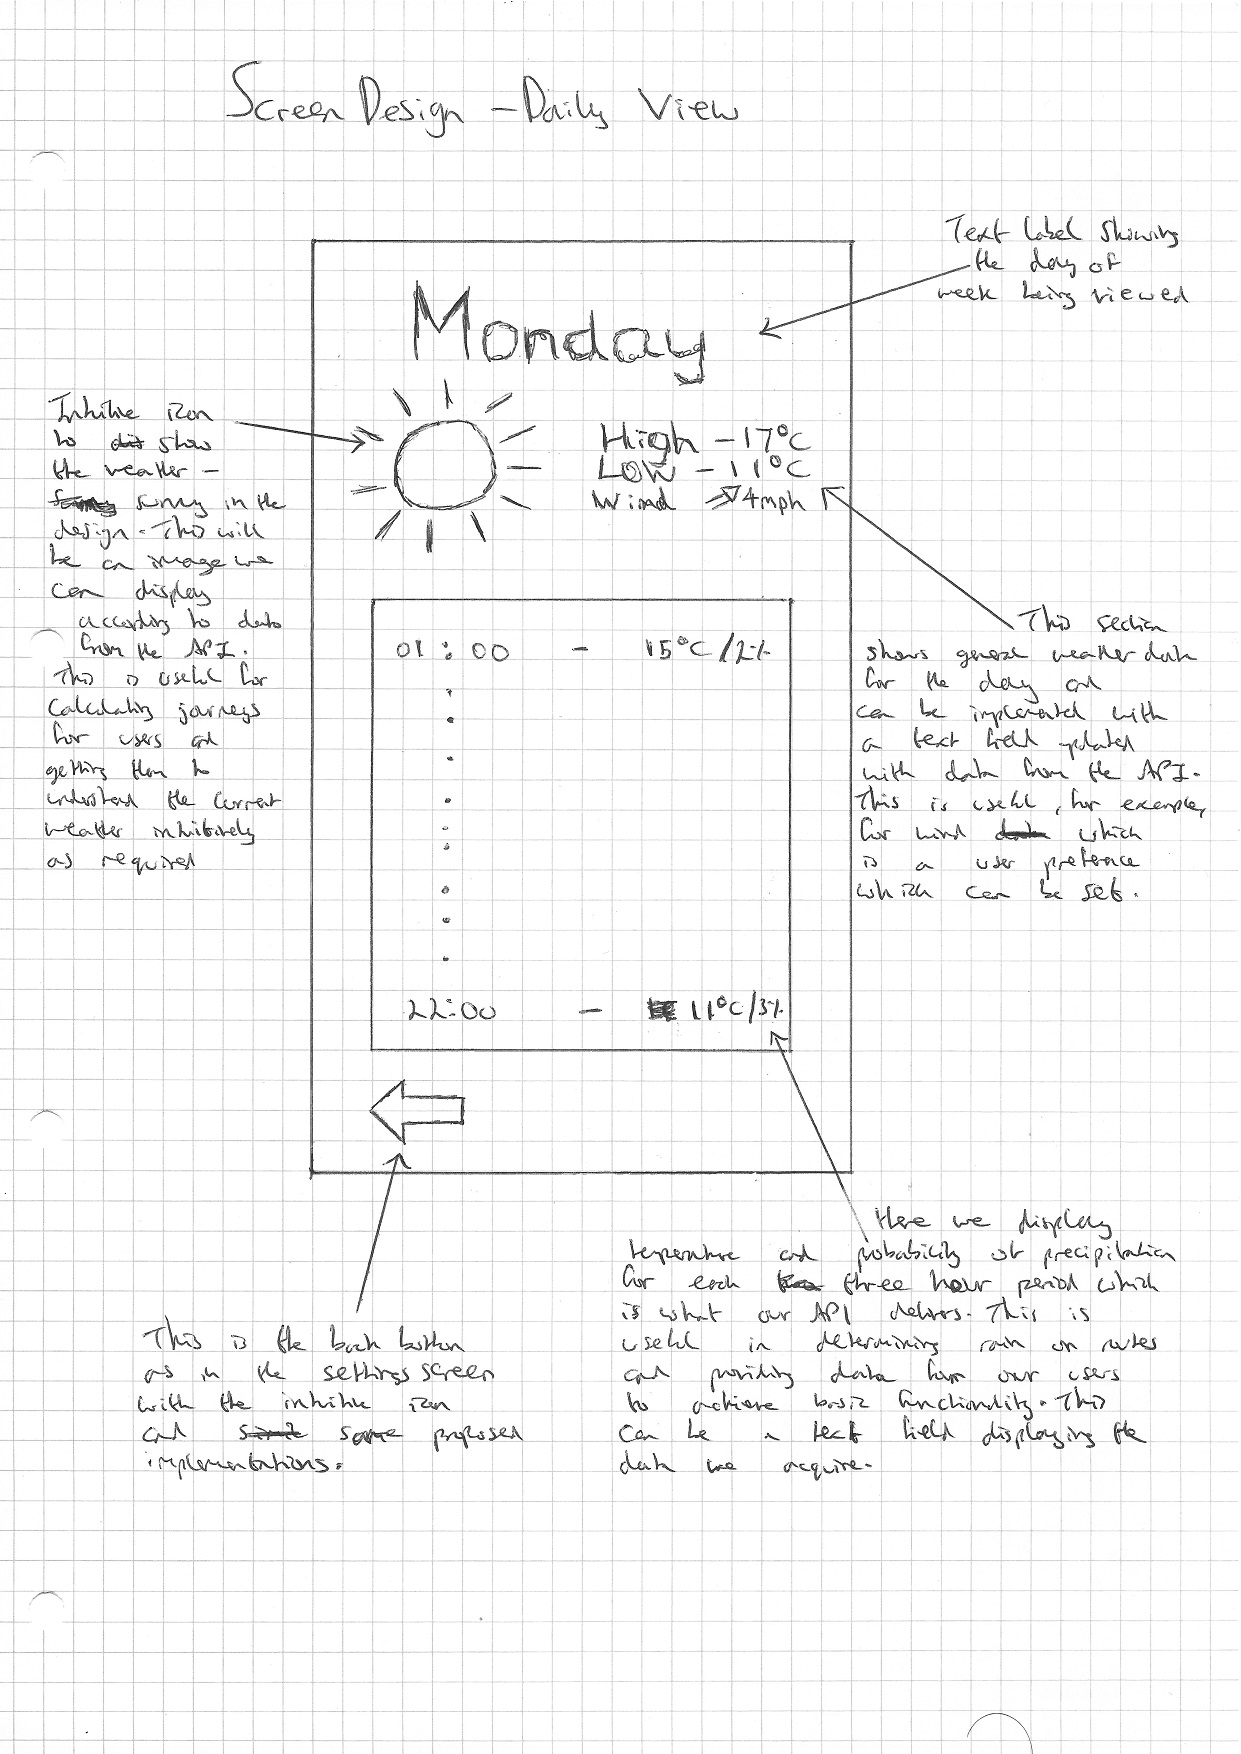 Screen Design - Daily View
Text label showing
the day of
week being viewed
Monday
Intuitive icon
to show
the weather -
sunny in the
design. This will
be an image we
can display
according to data
from the API.
This is useful for
calculating journeys
for users and
getting them to
understand the current
weather intuitively
as required
High - 17°C
Low - 11°C
Wind 4mph
This section
shows general weather data
for the day and
can be implemented with
a text field updated
with data from the API.
This is useful, for example,
for wind which
is a user preference
which can be set.
01:00 - 15°C/2%
22:00 - 11°C/3%
Here we display
temperature and probability of precipitation
for each three hour period which
is what our API delivers. This is
useful in determining rain on routes
and providing data for our users
to achieve basic functionality. This
can be a text field displaying the
data we acquire.
This is the back button
as in the settings screen
with the intuitive icon
and same proposed
implementations.